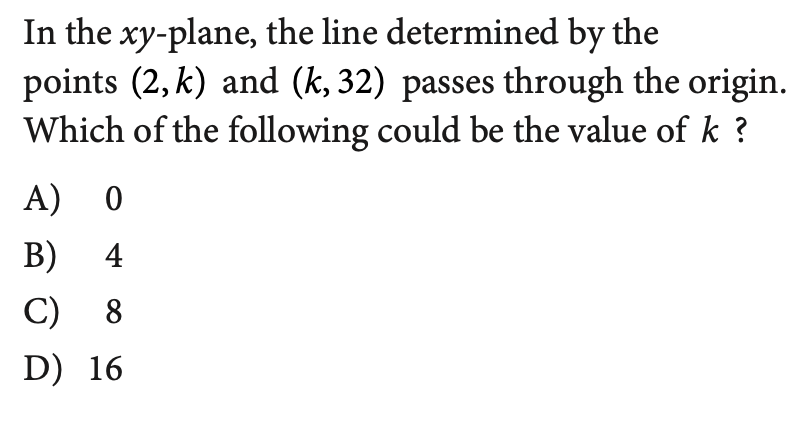 In the xy-plane, the line determined by the
points (2, k) and (k, 32) passes through the origin.
Which of the following could be the value of k ?
A) 0
B) 4
C) 8
D) 16